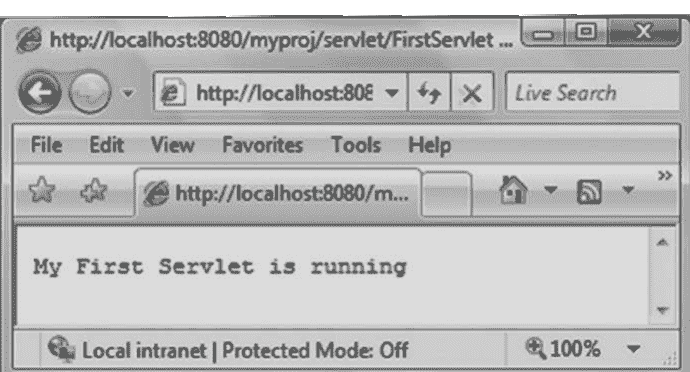 http://localhost:8080/myproj/servlet/FirstServlet ...
http://localhost:808 Live Search
File Edit View Favorites Tools Help
http://localhost:8080/m... »
My First Servlet is running
Local intranet | Protected Mode: Off 100%